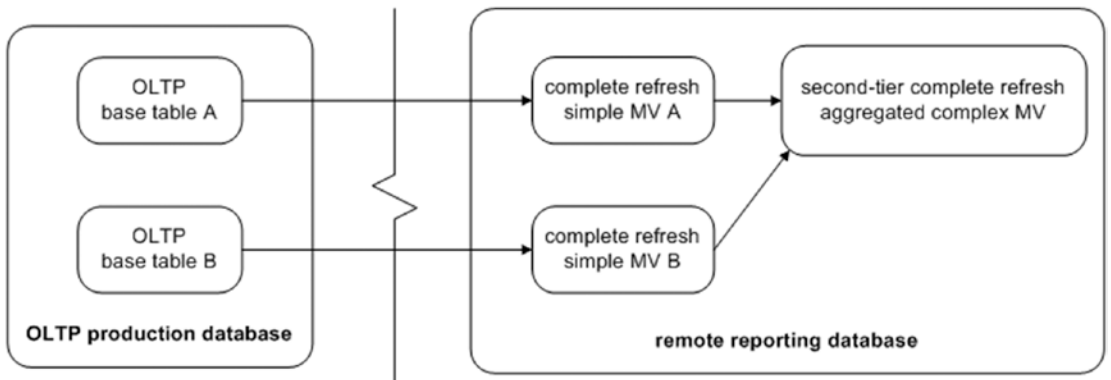 OLTP
base table A
complete refresh
simple MV A
second-tier complete refresh
aggregated complex MV
OLTP
base table B
complete refresh
simple MV B
OLTP production database
remote reporting database